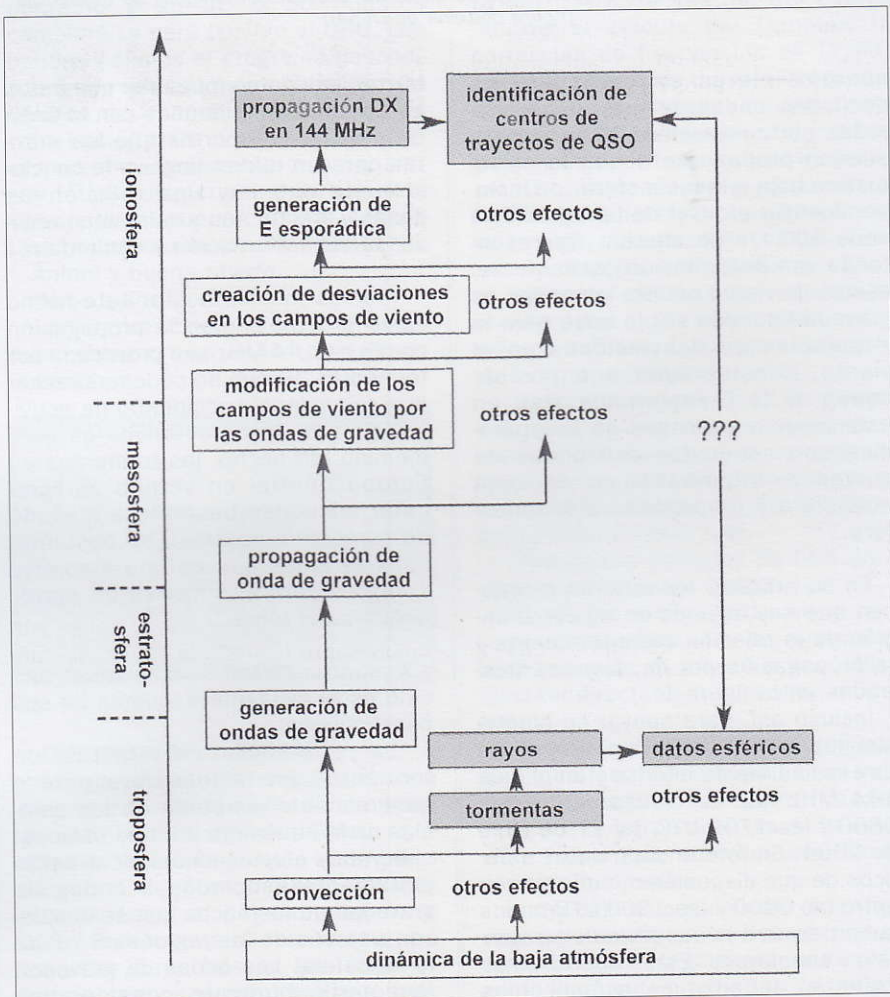 propagación DX
en 144 MHz
identificación de
centros de
trayectos de QSO
ionosfera
generación de
E esporádica
otros efectos
creación de desviaciones
en los campos de viento
otros efectos
modificación de los
campos de viento por
las ondas de gravedad
otros efectos
???
mesosfera
propagación de
onda de gravedad
estrato-
sfera
generación de
ondas de gravedad
rayos
datos esféricos
tormentas
otros efectos
troposfera
convección
otros efectos
dinámica de la baja atmósfera